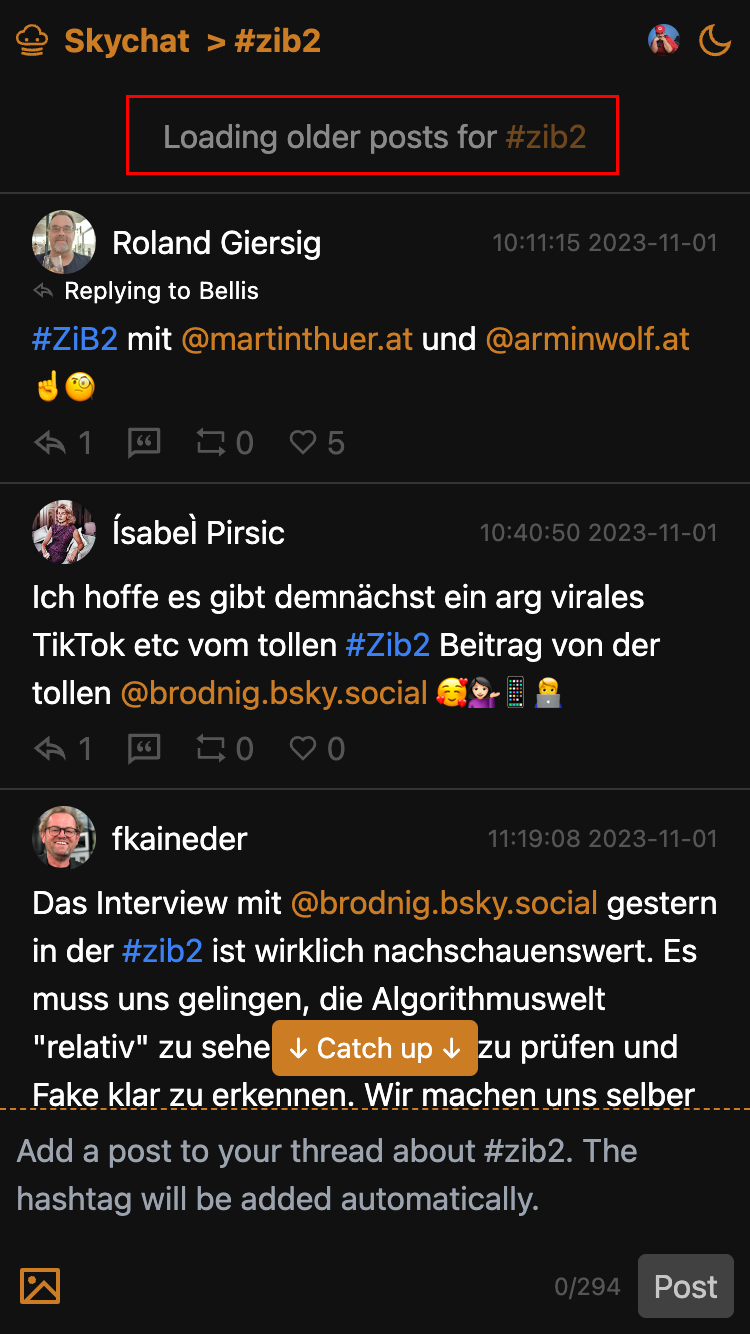 Skychat > #zib2
Loading older posts for #zib2
Roland Giersig 10:11:15 2023-11-01
Replying to Bellis
#ZiB2 mit @martinthuer.at und @arminwolf.at
☝️🧐
1 0 5
ÍsabeÌ Pirsic 10:40:50 2023-11-01
Ich hoffe es gibt demnächst ein arg virales
TikTok etc vom tollen #Zib2 Beitrag von der
tollen @brodnig.bsky.social 🥰💁🏻‍♀️📱👨‍💻
1 0 0
fkaineder 11:19:08 2023-11-01
Das Interview mit @brodnig.bsky.social gestern
in der #zib2 ist wirklich nachschauenswert. Es
muss uns gelingen, die Algorithmuswelt
"relativ" zu sehe ↓ Catch up ↓ zu prüfen und
Fake klar zu erkennen. Wir machen uns selber
Add a post to your thread about #zib2. The
hashtag will be added automatically.
0/294 Post